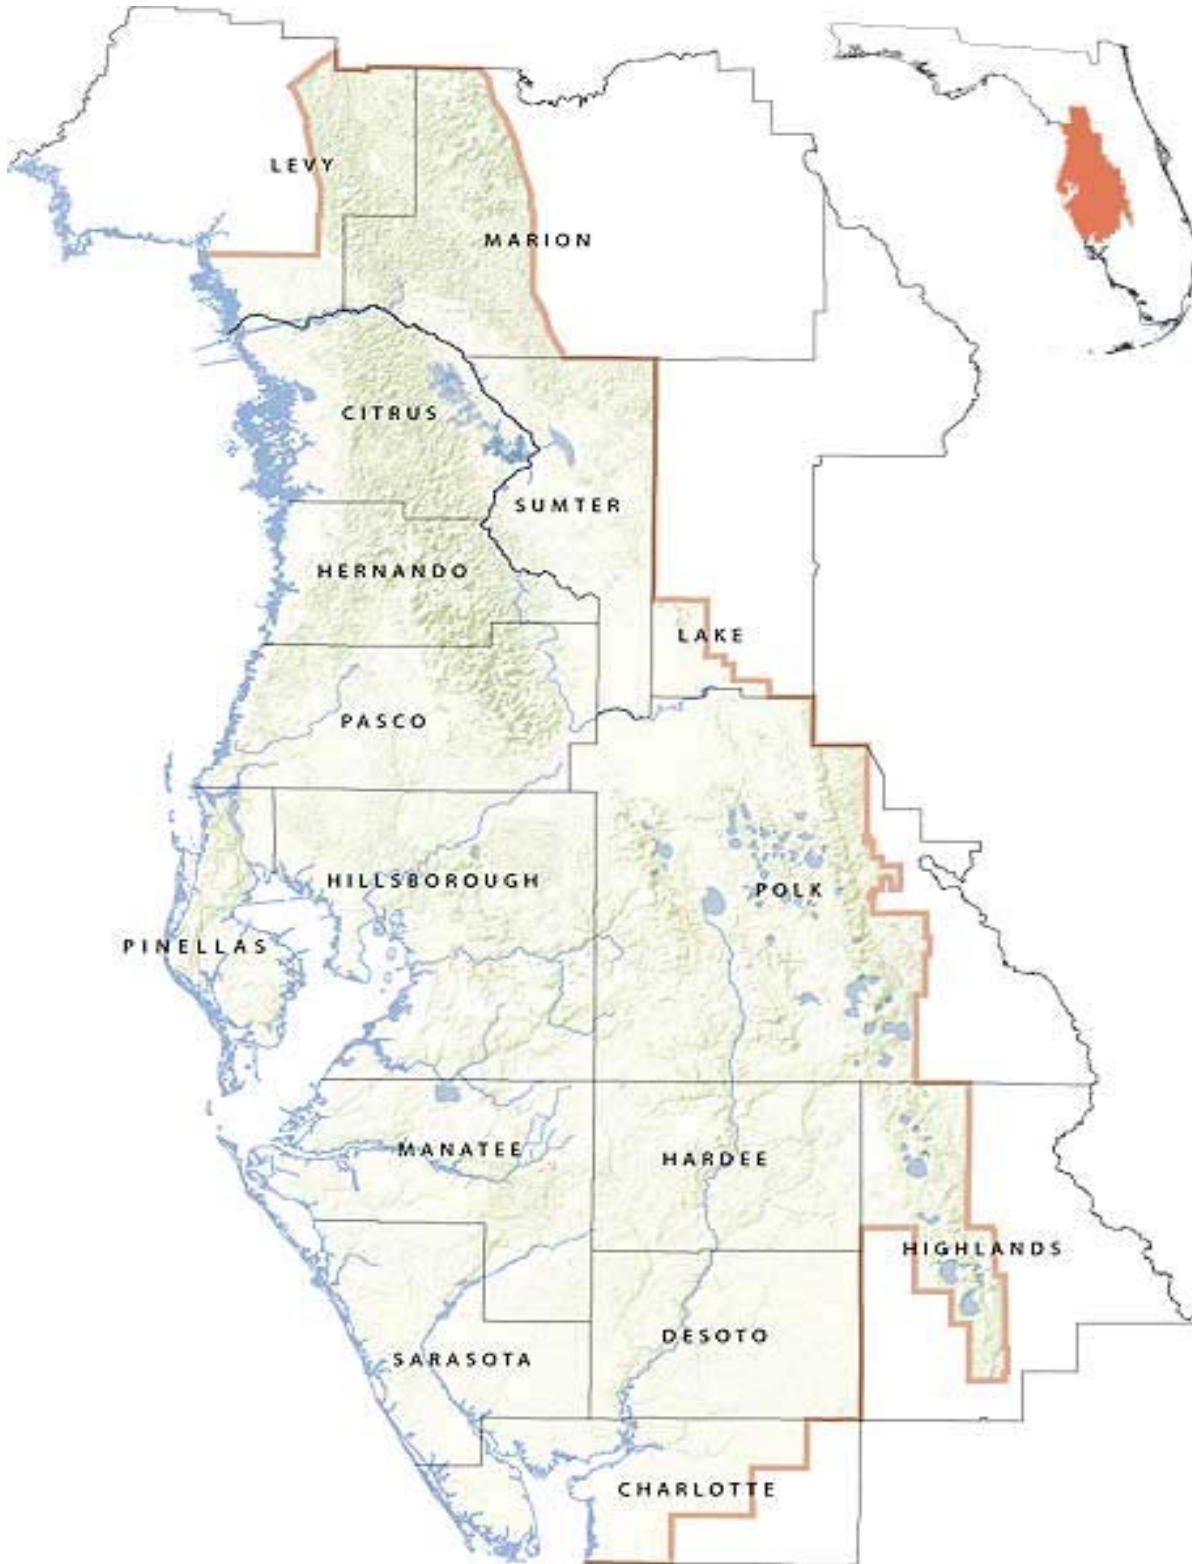 LEVY
MARION
CITRUS
SUMTER
HERNANDO
LAKE
PASCO
HILLSBOROUGH
POLK
PINELLAS
MANATEE
HARDEE
HIGHLANDS
DESOTO
SARASOTA
CHARLOTTE